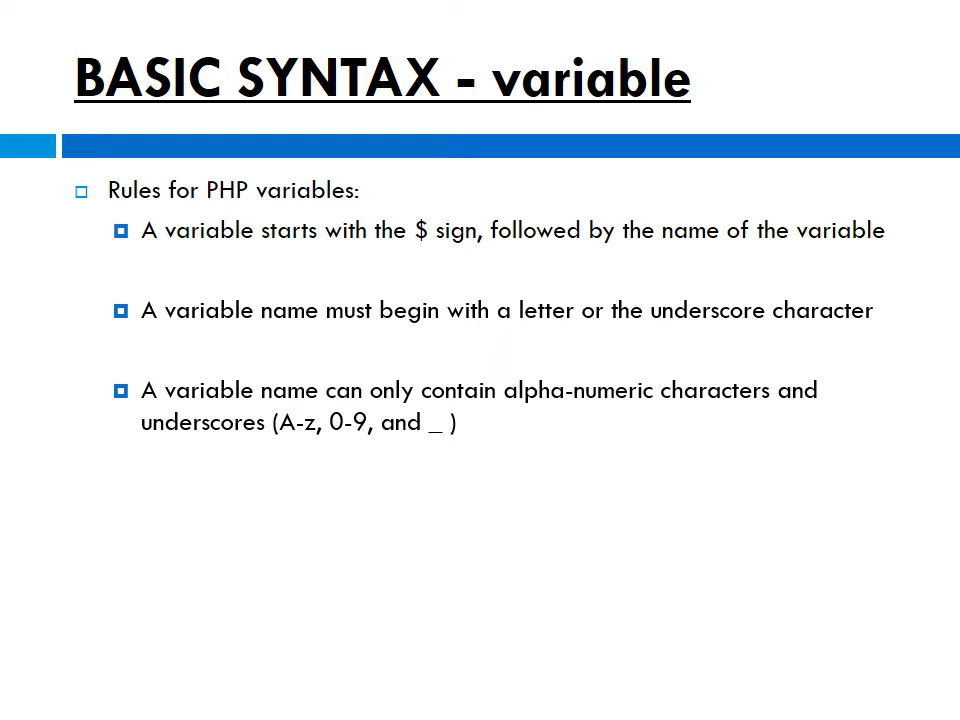 BASIC SYNTAX - variable
Rules for PHP variables:
A variable starts with the $ sign, followed by the name of the variable
A variable name must begin with a letter or the underscore character
A variable name can only contain alpha-numeric characters and
underscores (A-z, 0-9, and _ )